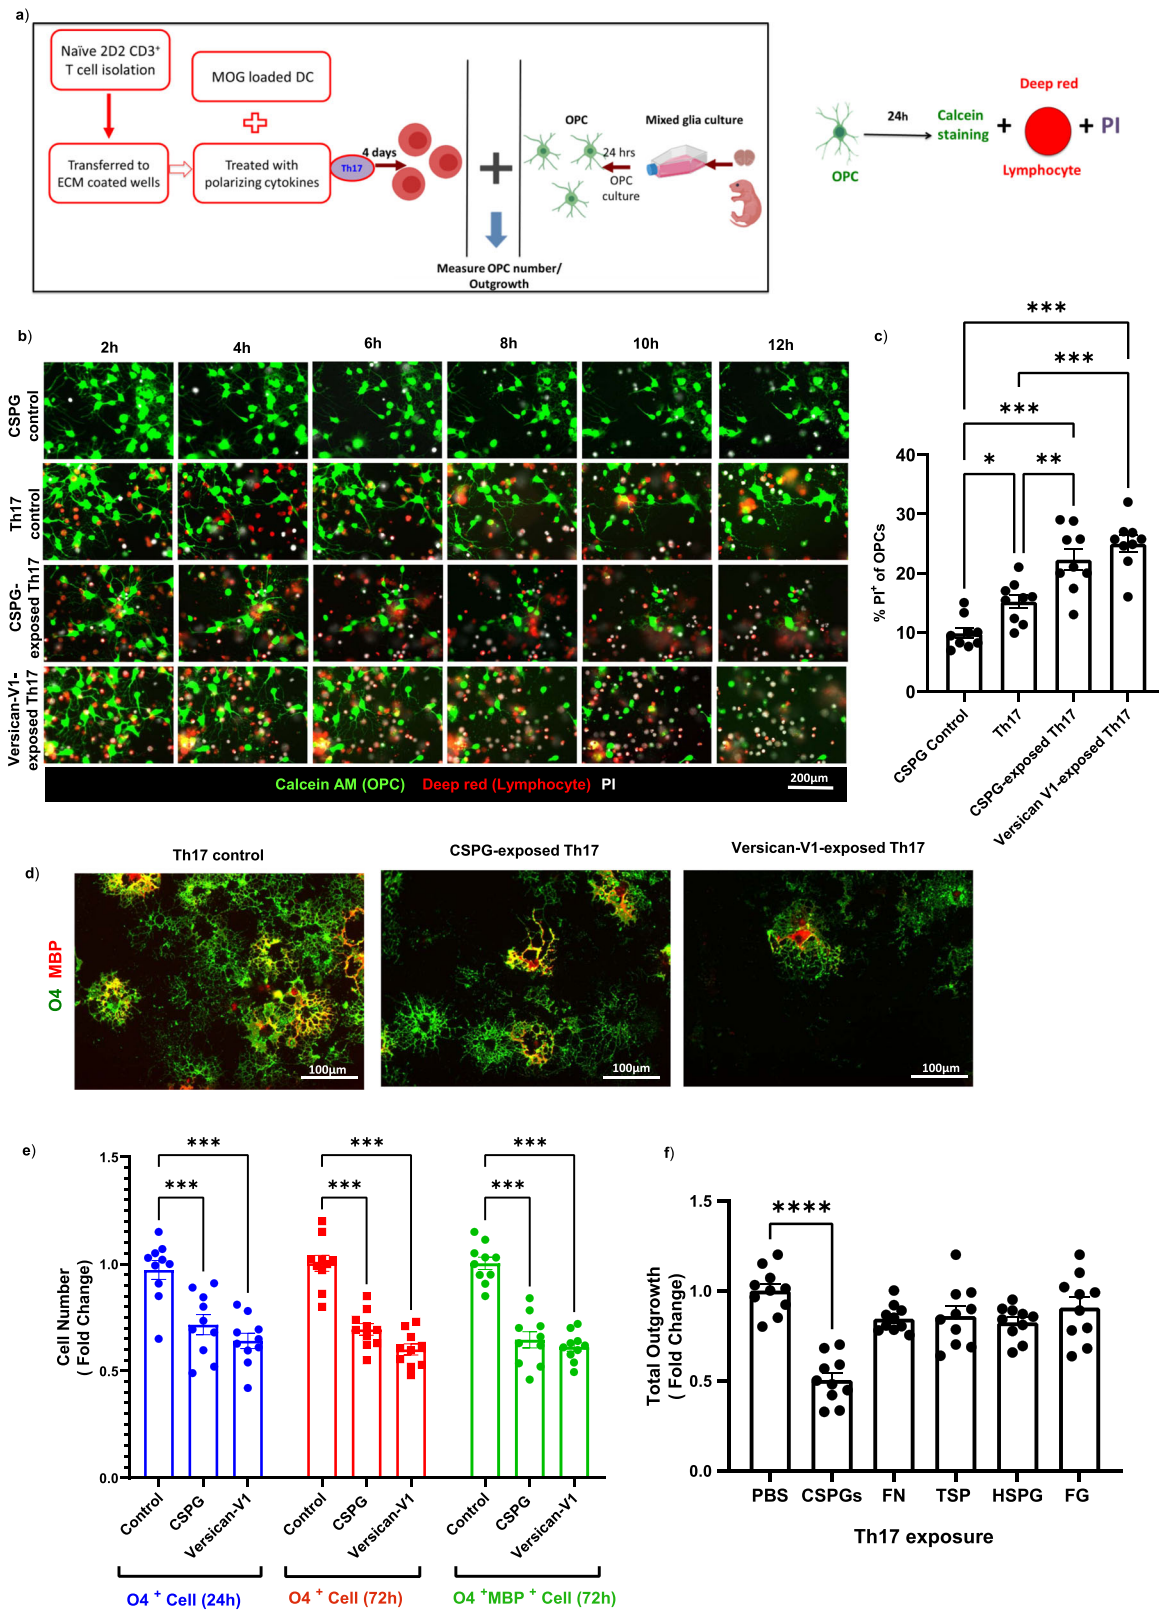 a)
Naïve 2D2 CD3+
T cell isolation
MOG loaded DC
Transferred to
ECM coated wells
Treated with
polarizing cytokines
Th17
4 days
OPC
24 hrs
OPC
culture
Mixed glia culture
Measure OPC number/
Outgrowth
OPC
24h
Calcein
staining
+
Deep red
Lymphocyte
+
PI
b)
2h
4h
6h
8h
10h
12h
CSPG
control
Th17
control
CSPG-
exposed Th17
Versican-V1-
exposed Th17
Calcein AM (OPC) Deep red (Lymphocyte) PI
200µm
c)
***
***
***
*
**
% PI+ of OPCs
40
30
20
10
0
CSPG Control
Th17
CSPG-exposed Th17
Versican V1-exposed Th17
d)
Th17 control
CSPG-exposed Th17
Versican-V1-exposed Th17
O4 MBP
100µm
100µm
100µm
e)
***
***
***
***
***
***
Cell Number
( Fold Change)
1.5
1.0
0.5
0.0
Control
CSPG
Versican-V1
Control
CSPG
Versican-V1
Control
CSPG
Versican-V1
O4 + Cell (24h)
O4 + Cell (72h)
O4 +MBP + Cell (72h)
f)
****
Total Outgrowth
( Fold Change)
1.5
1.0
0.5
0.0
PBS
CSPGs
FN
TSP
HSPG
FG
Th17 exposure